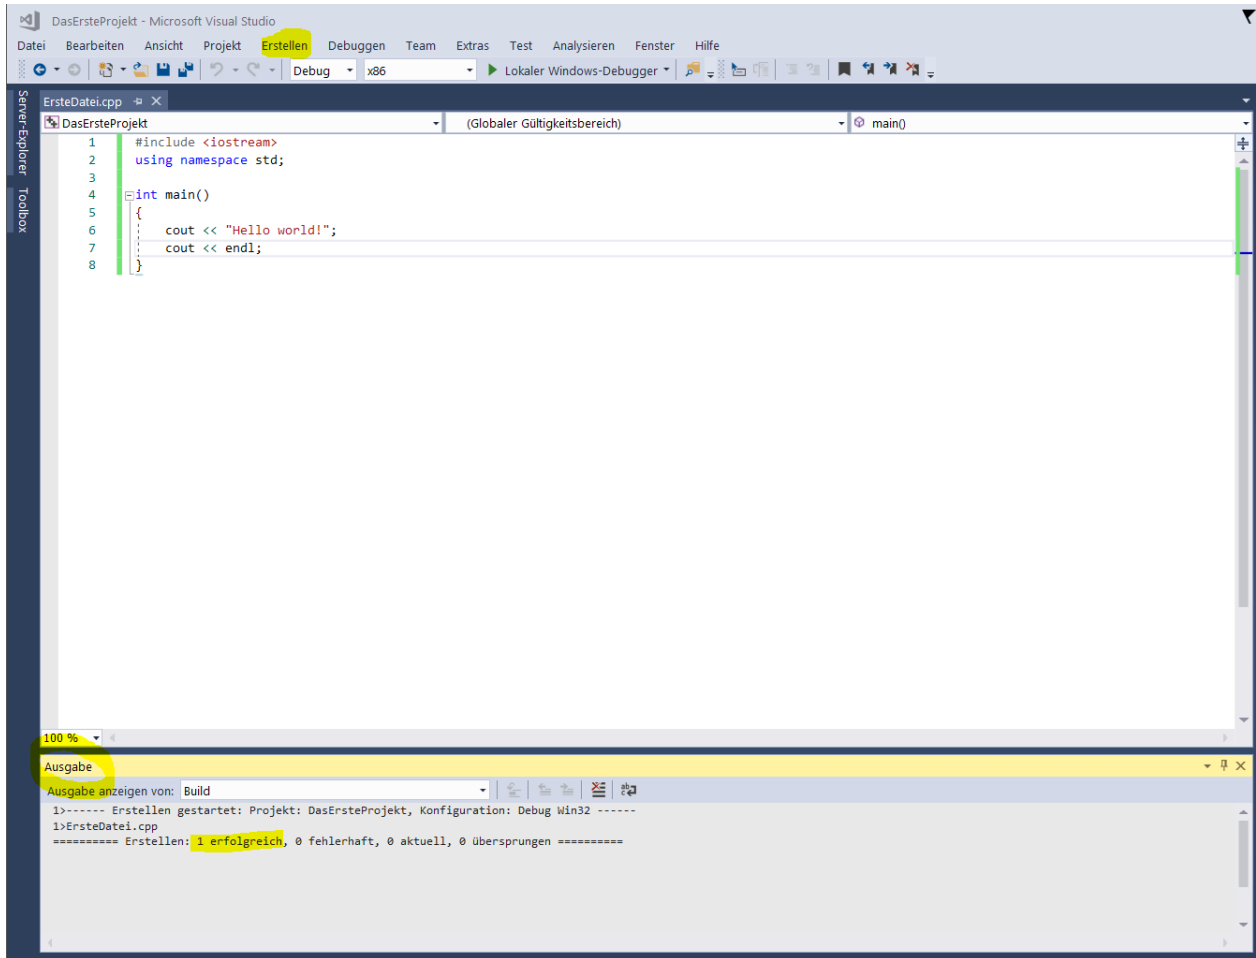 DasErsteProjekt - Microsoft Visual Studio
Datei Bearbeiten Ansicht Projekt Erstellen Debuggen Team Extras Test Analysieren Fenster Hilfe
Debug x86 Lokaler Windows-Debugger
Server-Explorer
Toolbox
ErsteDatei.cpp
DasErsteProjekt (Globaler Gültigkeitsbereich) main()
1 #include <iostream>
2 using namespace std;
3
4 int main()
5 {
6 cout << "Hello world!";
7 cout << endl;
8 }
100 %
Ausgabe
Ausgabe anzeigen von: Build
1>------ Erstellen gestartet: Projekt: DasErsteProjekt, Konfiguration: Debug Win32 ------
1>ErsteDatei.cpp
========== Erstellen: 1 erfolgreich, 0 fehlerhaft, 0 aktuell, 0 übersprungen ==========